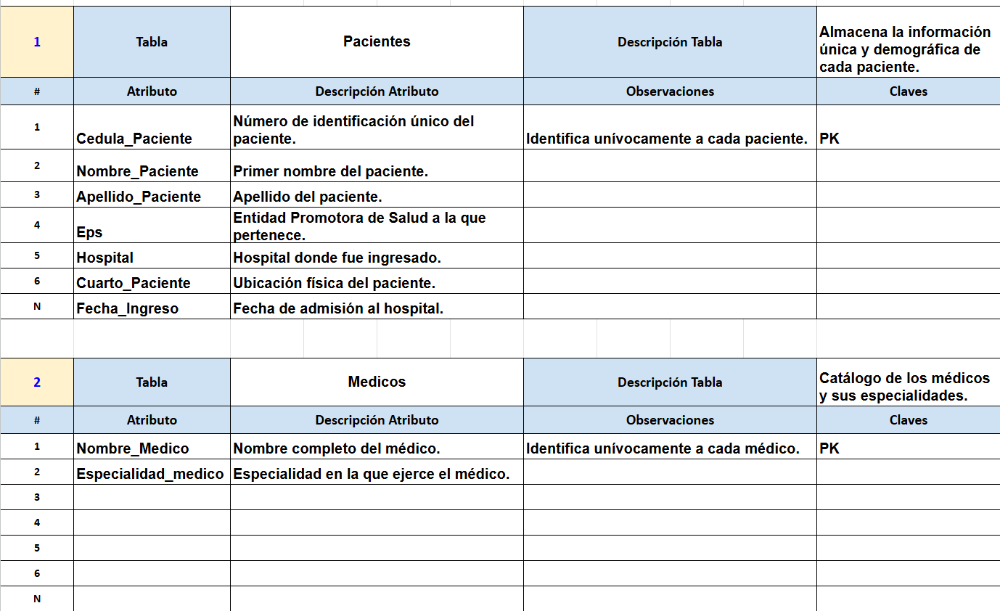 1 Tabla Pacientes Descripción Tabla Almacena la información
única y demográfica de
cada paciente.
# Atributo Descripción Atributo Observaciones Claves
1 Cedula_Paciente Número de identificación único del
paciente. Identifica unívocamente a cada paciente. PK
2 Nombre_Paciente Primer nombre del paciente.
3 Apellido_Paciente Apellido del paciente.
4 Eps Entidad Promotora de Salud a la que
pertenece.
5 Hospital Hospital donde fue ingresado.
6 Cuarto_Paciente Ubicación física del paciente.
N Fecha_Ingreso Fecha de admisión al hospital.
2 Tabla Medicos Descripción Tabla Catálogo de los médicos
y sus especialidades.
# Atributo Descripción Atributo Observaciones Claves
1 Nombre_Medico Nombre completo del médico. Identifica unívocamente a cada médico. PK
2 Especialidad_medico Especialidad en la que ejerce el médico.
3
4
5
6
N